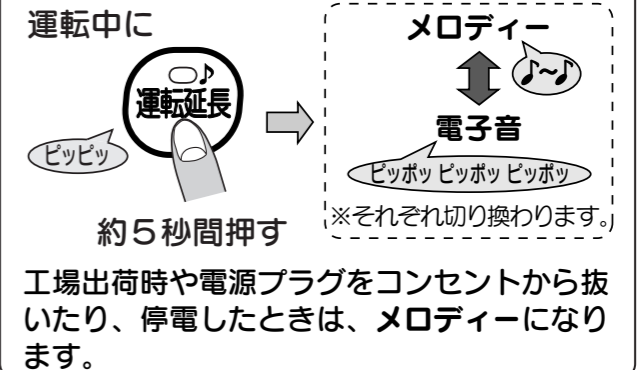 運転中に
♪
運転延長
ピッピッ
約5秒間押す
メロディー
♪〜♪
電子音
ピッポッ ピッポッ ピッポッ
※それぞれ切り換わります。
工場出荷時や電源プラグをコンセントから抜
いたり、停電したときは、メロディーになり
ます。